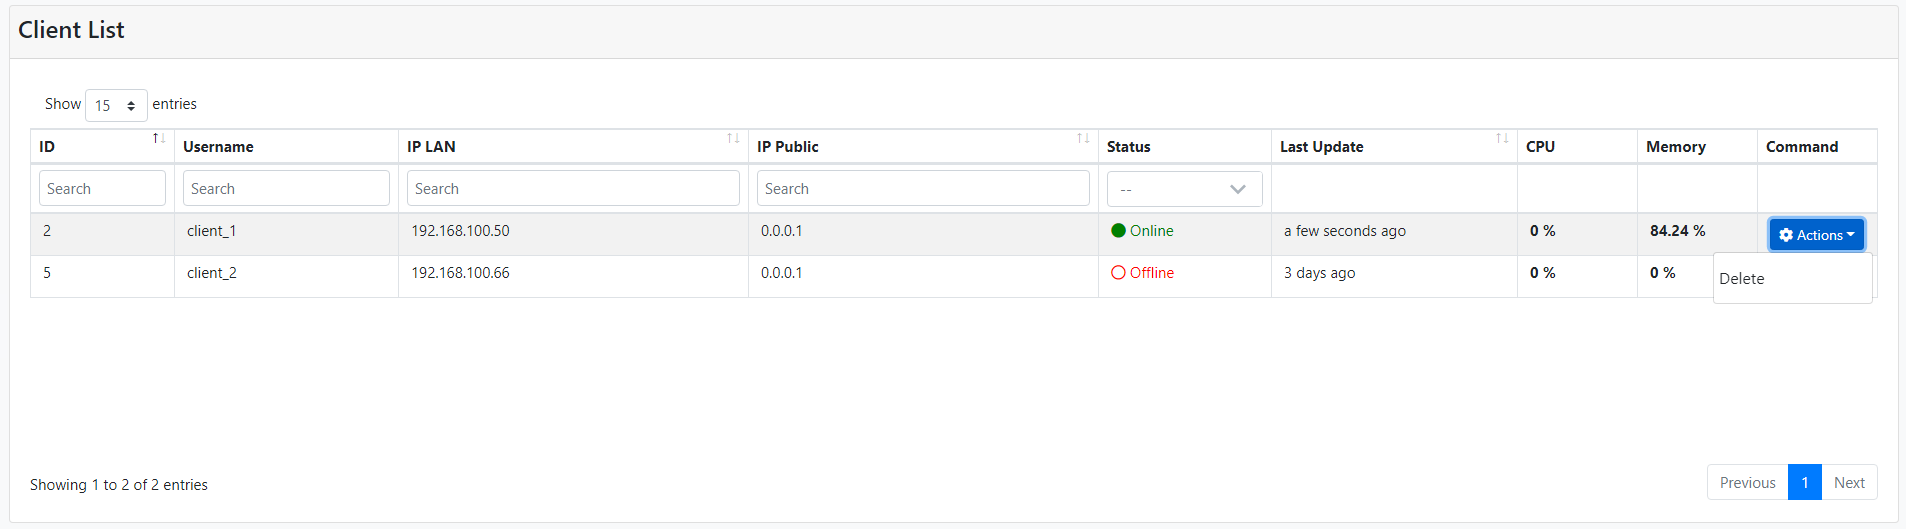 Client List
Show 15 entries
ID Username IP LAN IP Public Status Last Update CPU Memory Command
Search Search Search Search --
2 client_1 192.168.100.50 0.0.0.1 Online a few seconds ago 0 % 84.24 % Actions
5 client_2 192.168.100.66 0.0.0.1 Offline 3 days ago 0 % 0 %
Delete
Showing 1 to 2 of 2 entries
Previous 1 Next